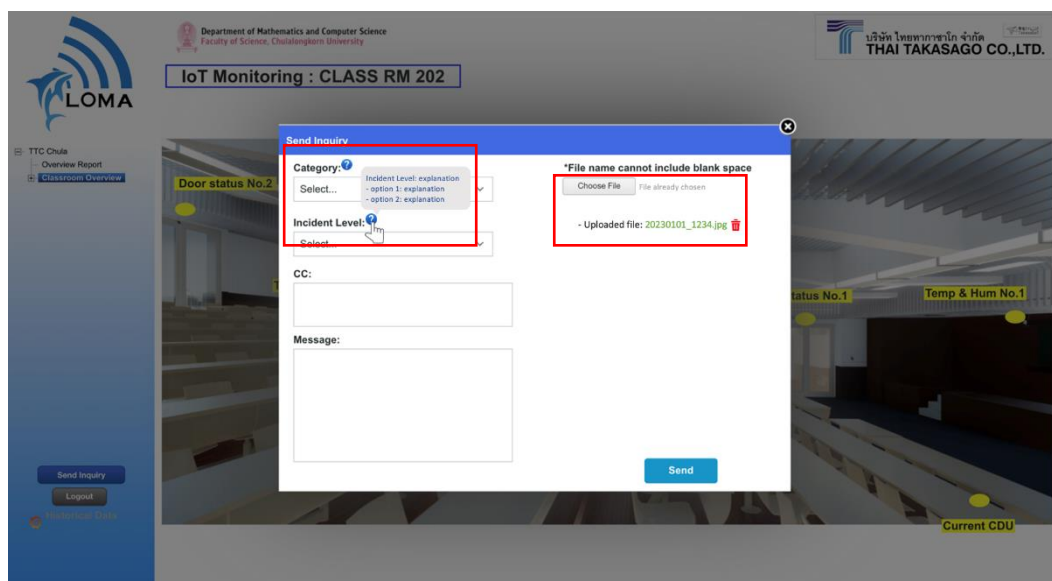 LOMA
Department of Mathematics and Computer Science
Faculty of Science, Chulalongkorn University
บริษัท ไทยทาคาซาโก จำกัด
THAI TAKASAGO CO.,LTD.
IoT Monitoring : CLASS RM 202
TTC Chula
Overview Report
Classroom Overview
Send Inquiry
Logout
Historical Data
Door status No.2
Send Inquiry
Category:
Select...
Incident Level: explanation
- option 1: explanation
- option 2: explanation
Incident Level:
Select...
CC:
Message:
*File name cannot include blank space
Choose File File already chosen
- Uploaded file: 20230101_1234.jpg
Send
tatus No.1
Temp & Hum No.1
Current CDU